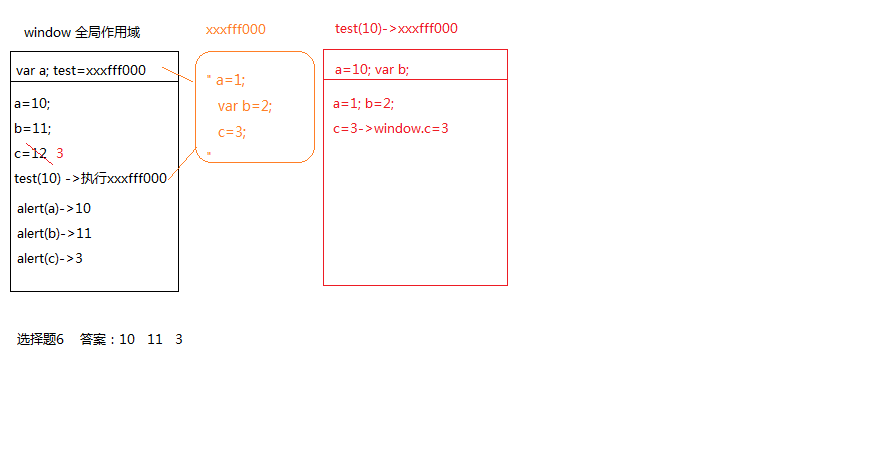 window 全局作用域
var a; test=xxxfff000
a=10;
b=11;
c=12 3
test(10) ->执行xxxfff000
alert(a)->10
alert(b)->11
alert(c)->3
xxxfff000
" a=1;
var b=2;
c=3;
"
test(10)->xxxfff000
a=10; var b;
a=1; b=2;
c=3->window.c=3
选择题6 答案：10 11 3